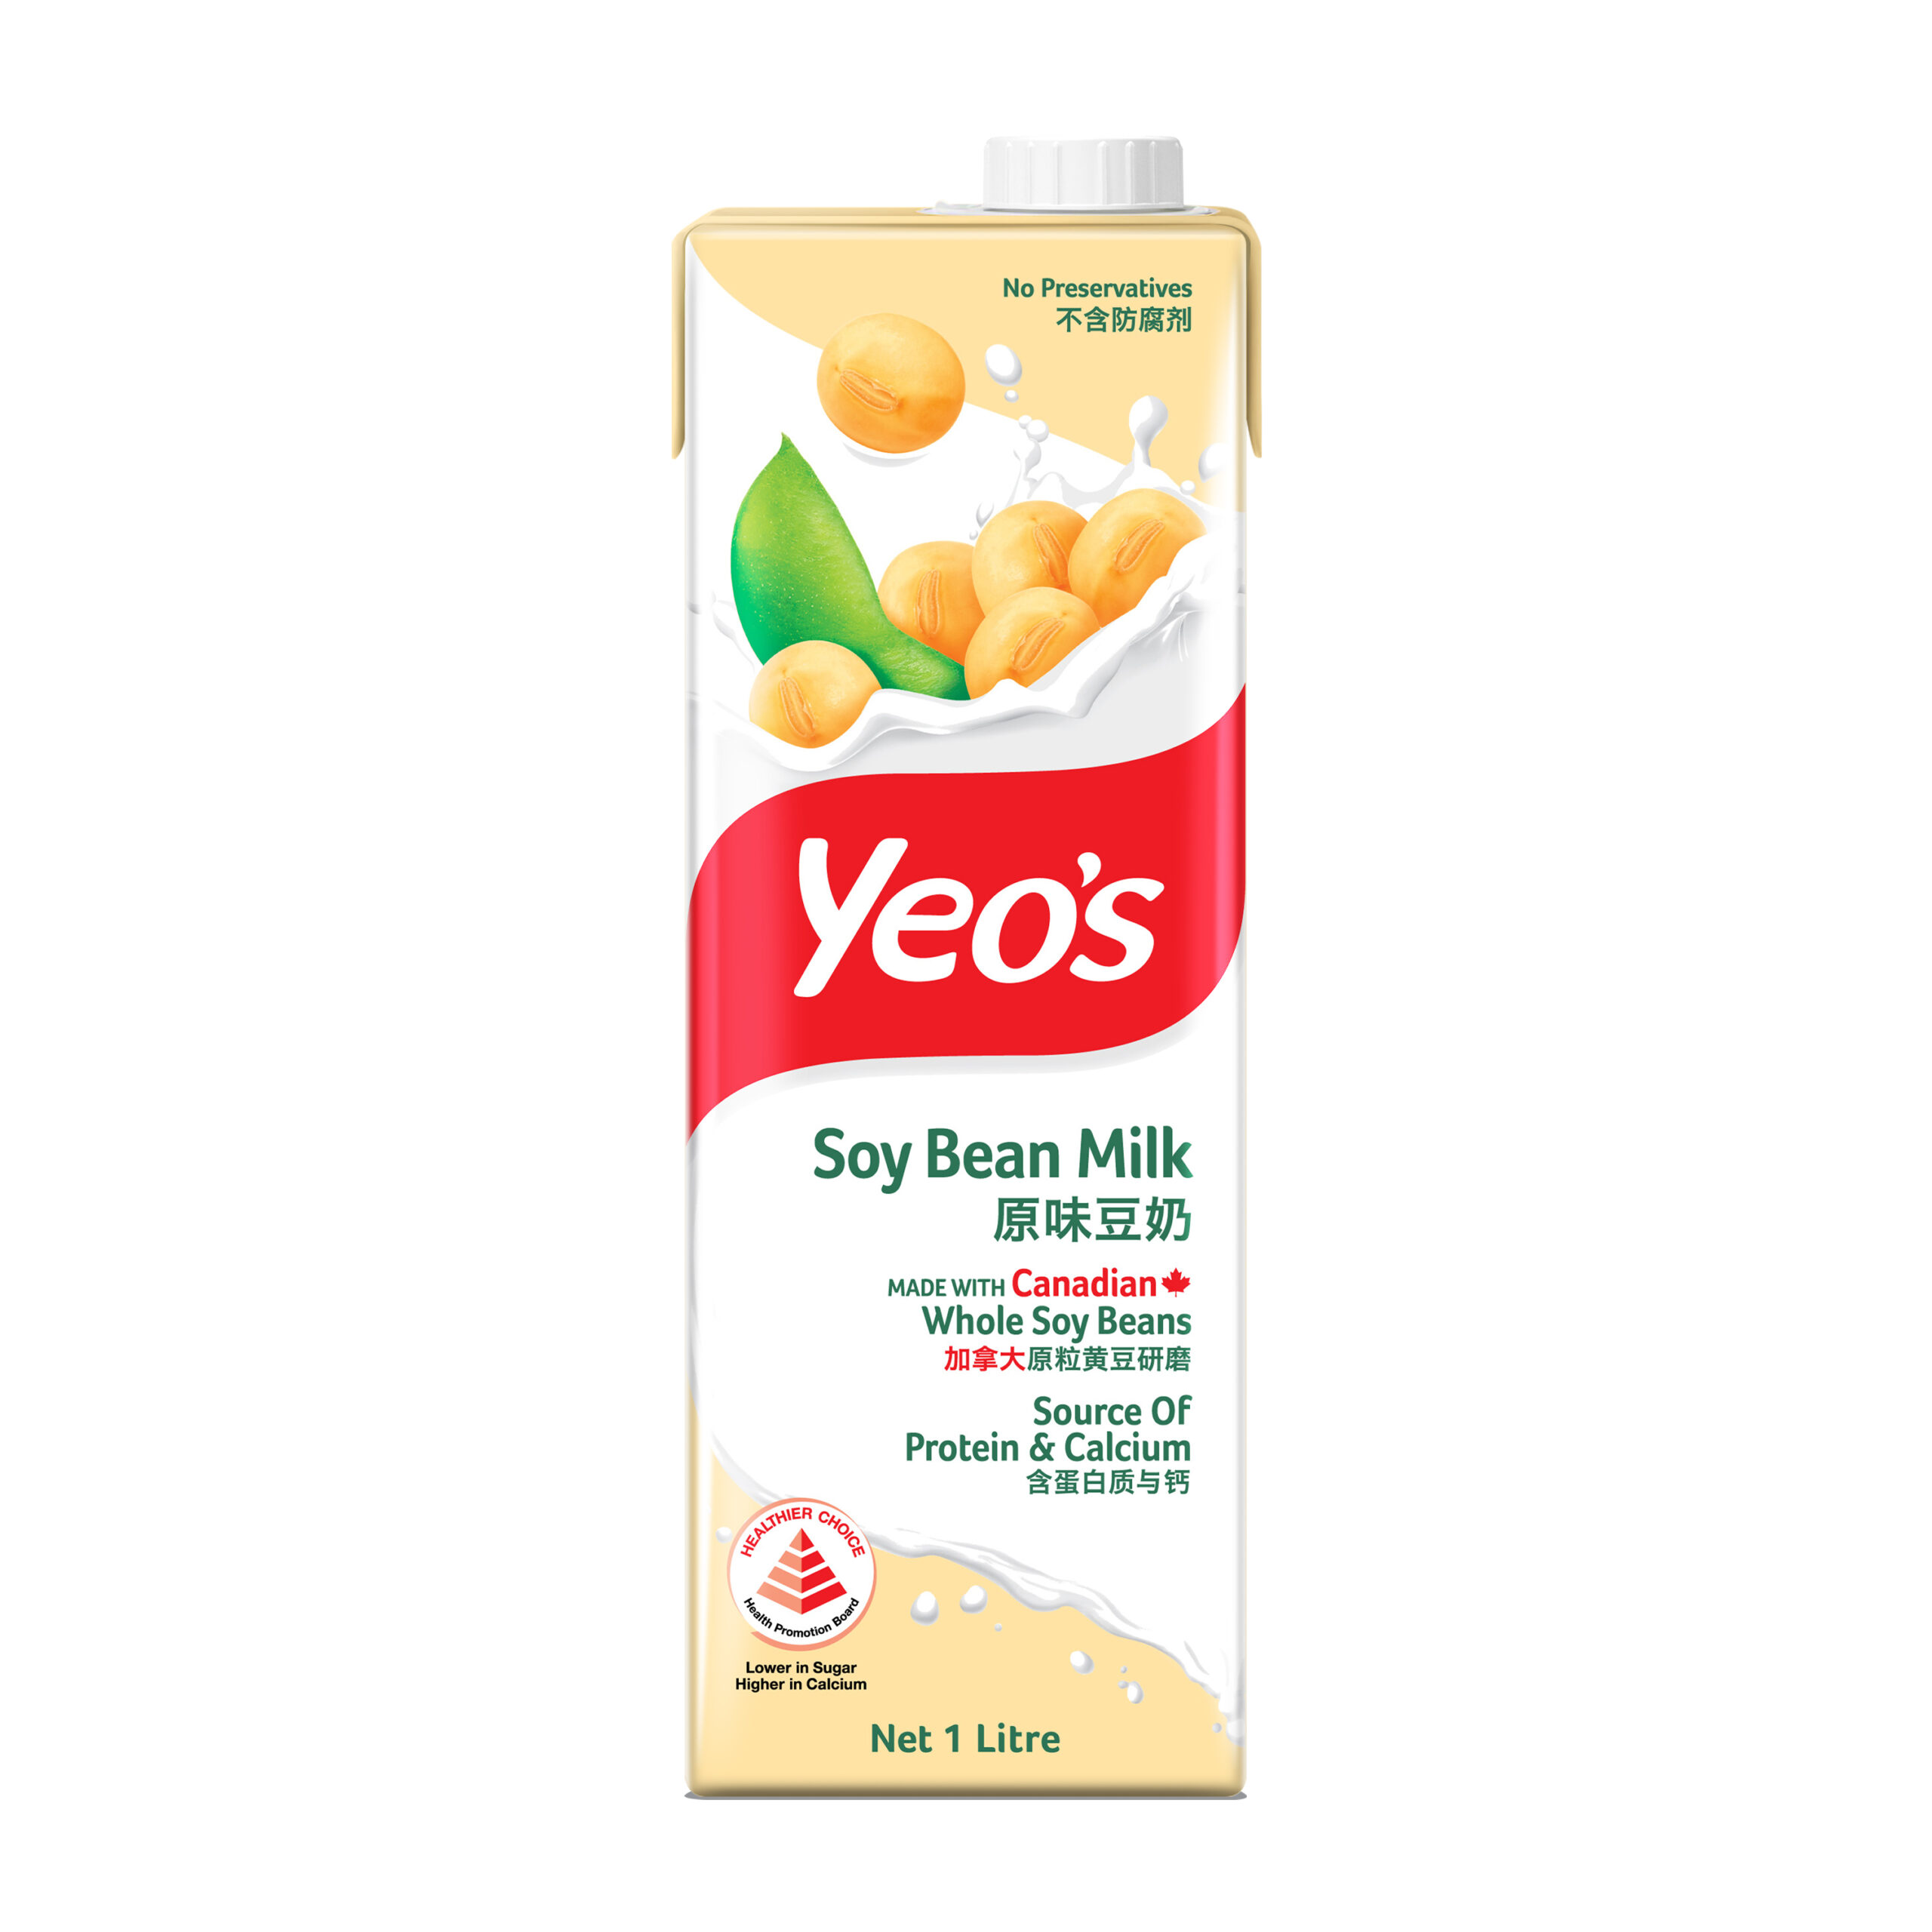 No Preservatives
不含防腐剂
Yeo's
Soy Bean Milk
原味豆奶
MADE WITH Canadian
Whole Soy Beans
加拿大原粒黄豆研磨
Source Of
Protein & Calcium
含蛋白质与钙
HEALTHIER CHOICE
Health Promotion Board
Lower in Sugar
Higher in Calcium
Net 1 Litre